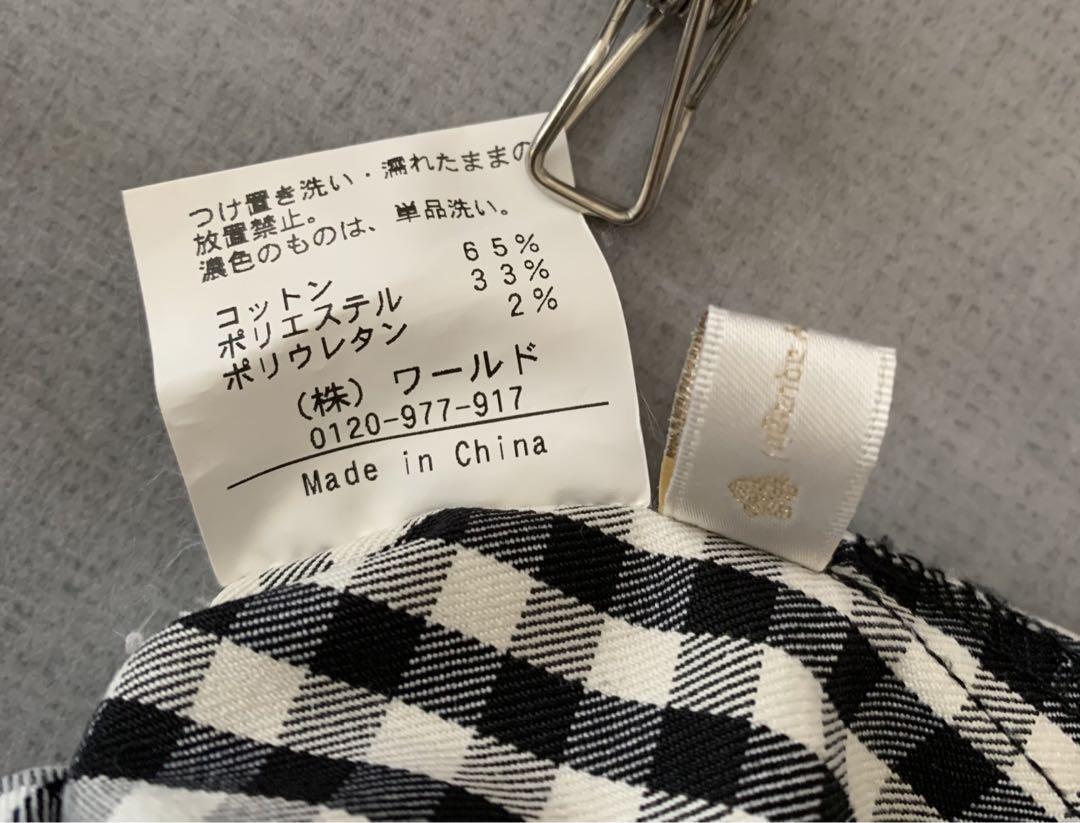 つけ置き洗い・濡れたままの
放置禁止。
濃色のものは、単品洗い。
コットン 65%
ポリエステル 33%
ポリウレタン 2%
（株）ワールド
0120-977-917
Made in China